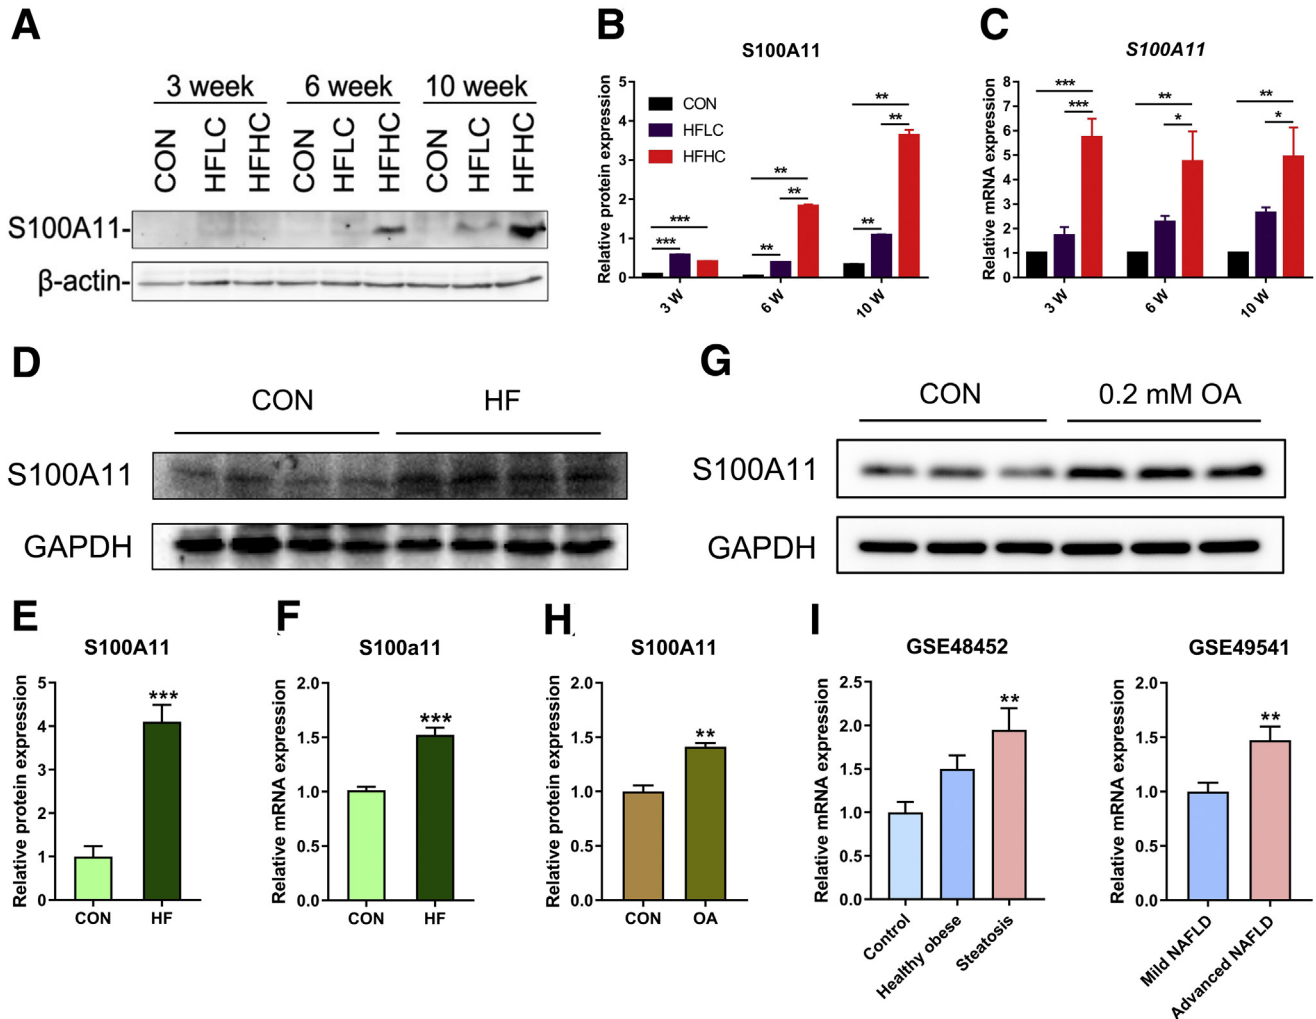 A
3 week 6 week 10 week
CON HFLC HFHC CON HFLC HFHC CON HFLC HFHC
S100A11-
β-actin-
B
S100A11
Relative protein expression
5
4
3
2
1
0
CON
HFLC
HFHC
*** ***
** ** **
** ** **
3 W 6 W 10 W
C
S100A11
Relative mRNA expression
8
7
6
5
4
3
2
1
0
*** ***
** *
** *
3 W 6 W 10 W
D
CON HF
S100A11
GAPDH
G
CON 0.2 mM OA
S100A11
GAPDH
E
S100A11
Relative protein expression
5
4
3
2
1
0
***
CON HF
F
S100a11
Relative mRNA expression
2.0
1.5
1.0
0.5
0.0
***
CON HF
H
S100A11
Relative protein expression
2.0
1.5
1.0
0.5
0.0
**
CON OA
I
GSE48452
Relative mRNA expression
2.5
2.0
1.5
1.0
0.5
0.0
**
Control Healthy obese Steatosis
GSE49541
Relative mRNA expression
2.0
1.5
1.0
0.5
0.0
**
Mild NAFLD Advanced NAFLD